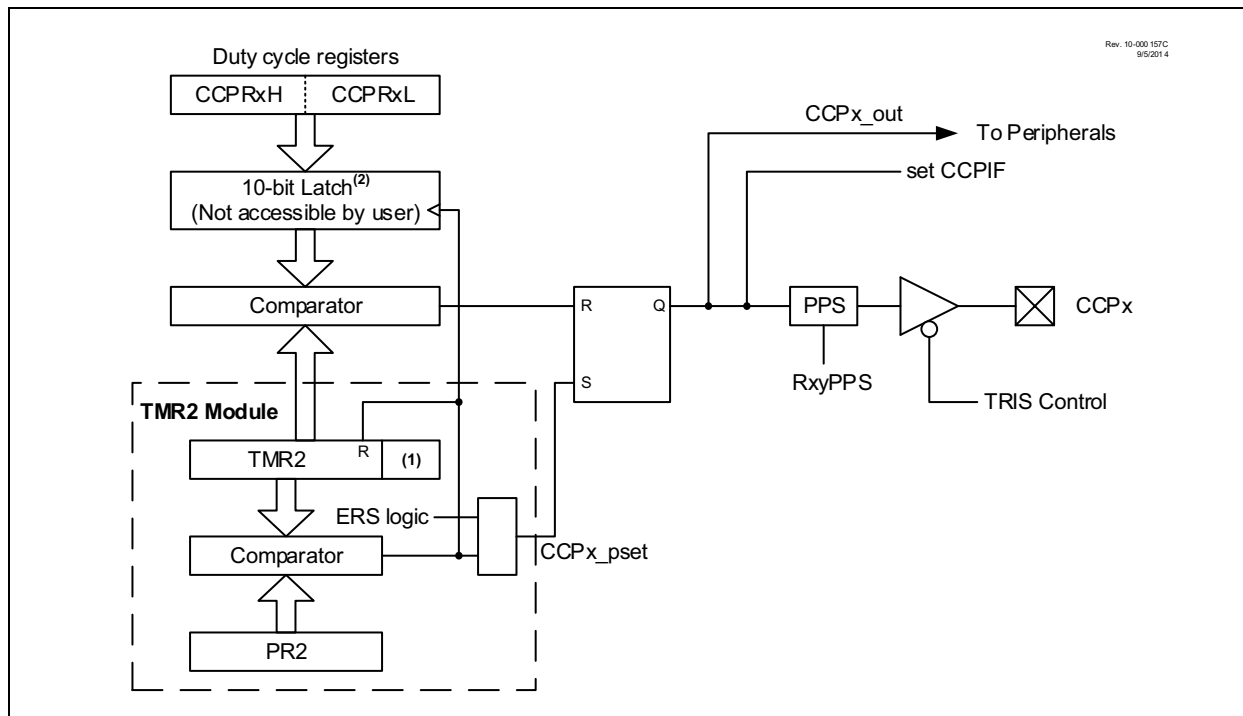 Rev. 10-000 157C
9/5/201 4
Duty cycle registers
CCPRxH CCPRxL
CCPx_out
To Peripherals
set CCPIF
10-bit Latch(2)
(Not accessible by user)
Comparator
R Q
S
PPS
CCPx
RxyPPS
TRIS Control
TMR2 Module
TMR2 R (1)
ERS logic
Comparator
CCPx_pset
PR2